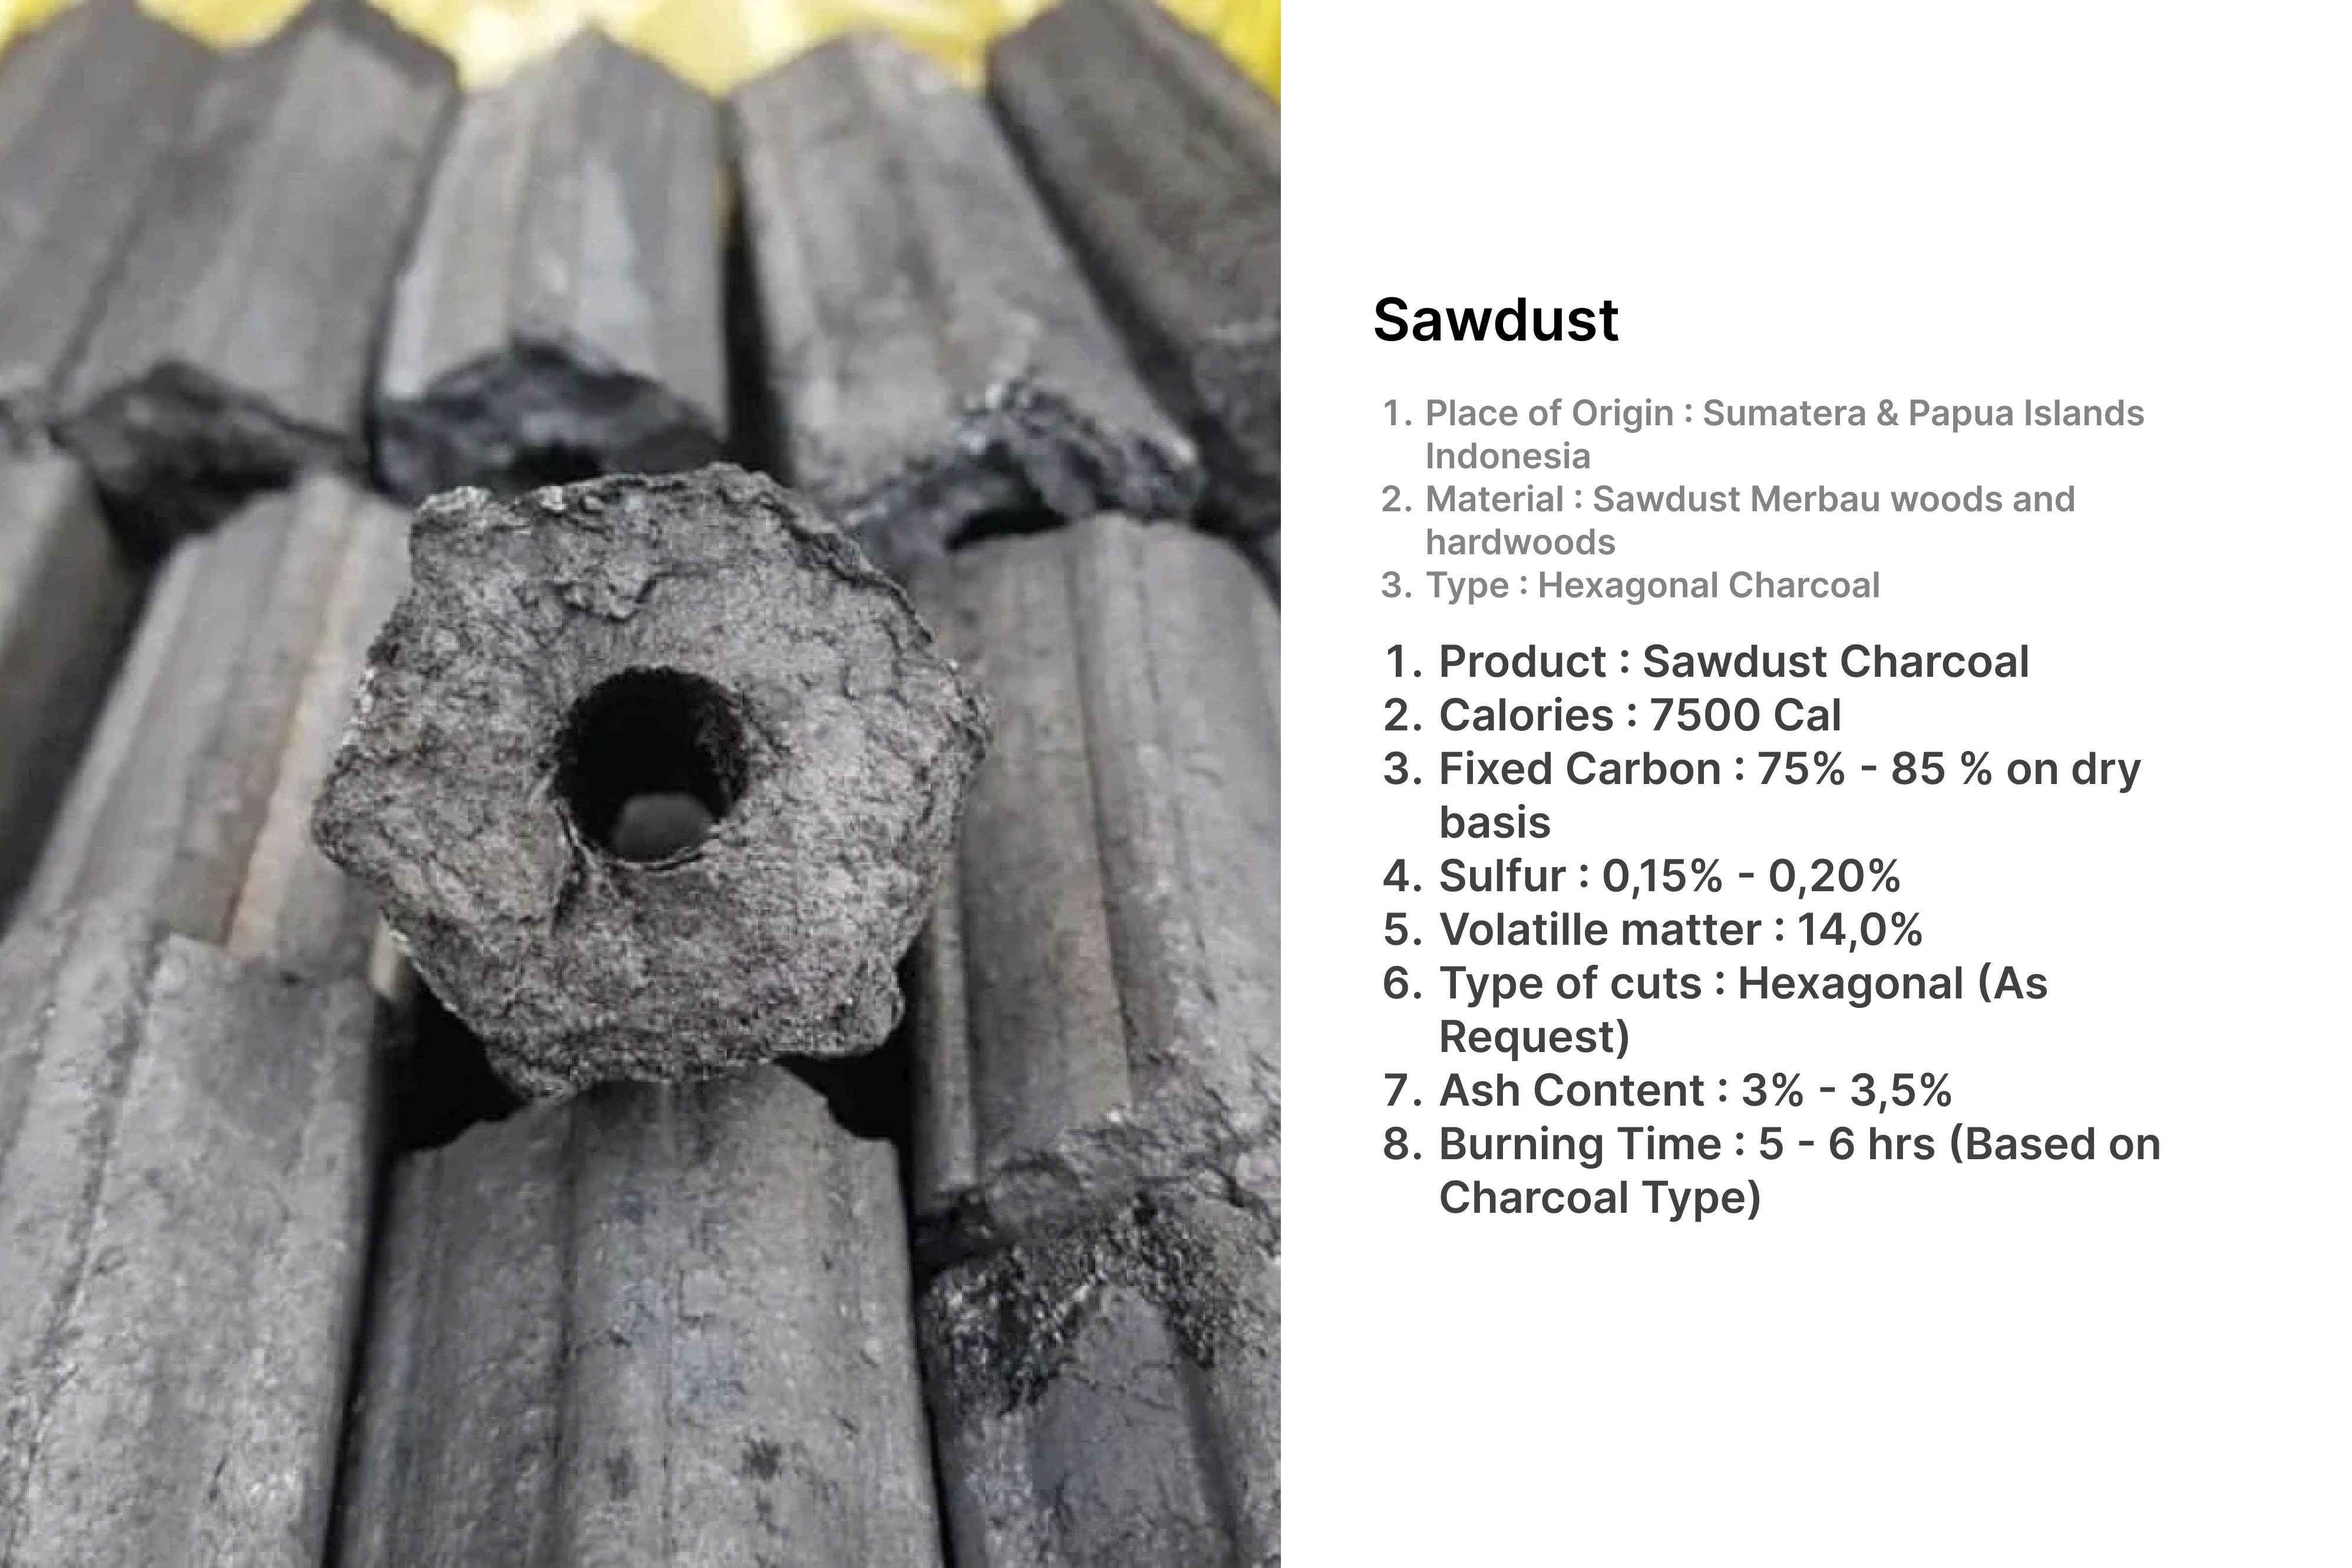 Sawdust
1. Place of Origin : Sumatera & Papua Islands
Indonesia
2. Material : Sawdust Merbau woods and
hardwoods
3. Type : Hexagonal Charcoal
1. Product : Sawdust Charcoal
2. Calories : 7500 Cal
3. Fixed Carbon : 75% - 85 % on dry
basis
4. Sulfur : 0,15% - 0,20%
5. Volatille matter : 14,0%
6. Type of cuts : Hexagonal (As
Request)
7. Ash Content : 3% - 3,5%
8. Burning Time : 5 - 6 hrs (Based on
Charcoal Type)